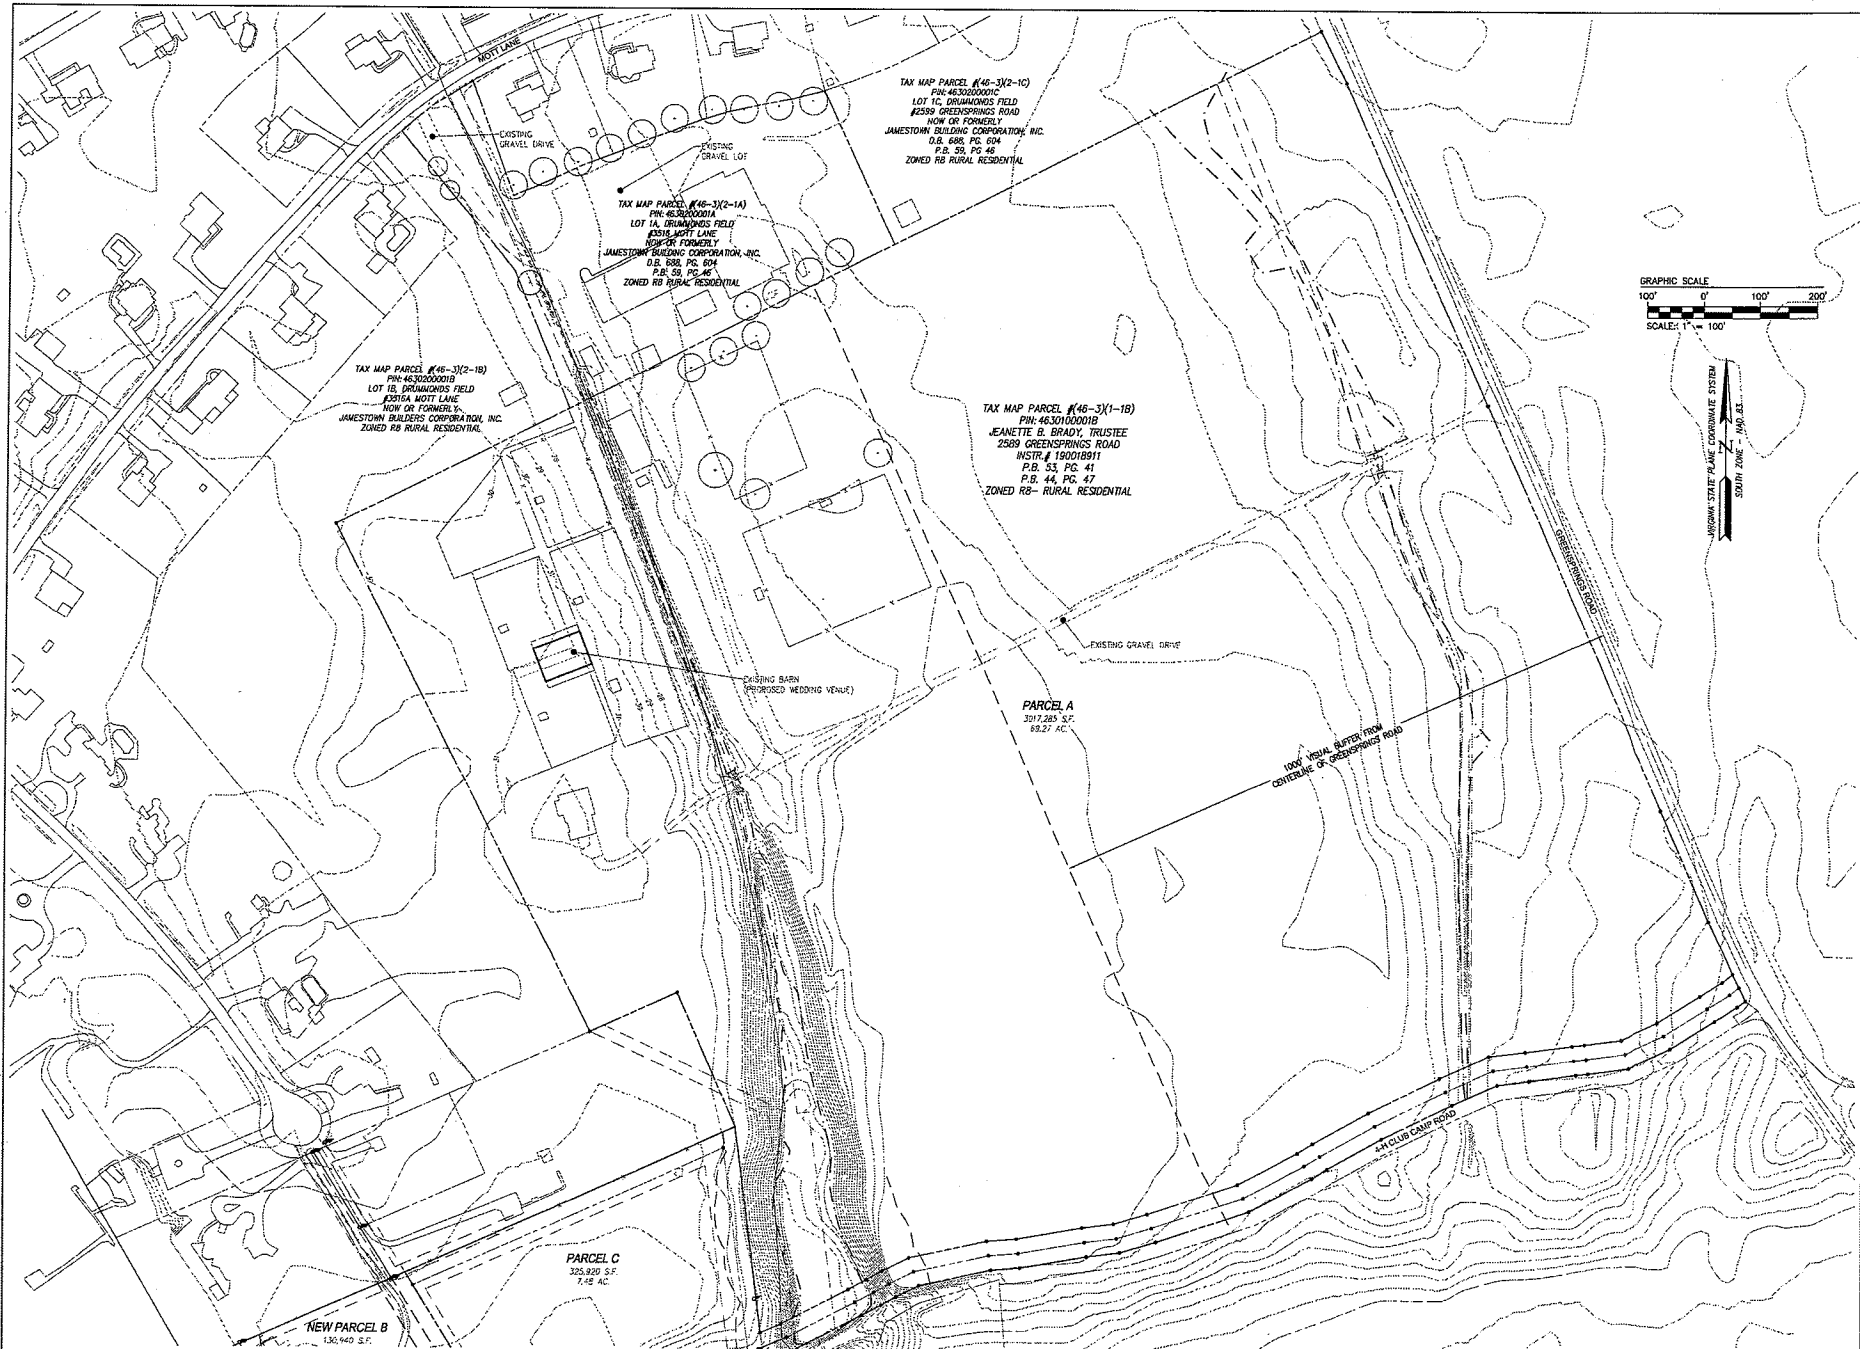 MOTT LANE
EXISTING
GRAVEL DRIVE
EXISTING
GRAVEL LOT
TAX MAP PARCEL #(46-3)(2-1C)
PIN: 4630200001C
LOT 1C, DRUMMONDS FIELD
#2599 GREENSPRINGS ROAD
NOW OR FORMERLY
JAMESTOWN BUILDING CORPORATION, INC.
D.B. 688, PG. 604
P.B. 59, PG 46
ZONED R8 RURAL RESIDENTIAL
TAX MAP PARCEL #(46-3)(2-1A)
PIN: 4630200001A
LOT 1A, DRUMMONDS FIELD
#3516 MOTT LANE
NOW OR FORMERLY
JAMESTOWN BUILDING CORPORATION, INC.
D.B. 688, PG. 604
P.B. 59, PG 46
ZONED R8 RURAL RESIDENTIAL
GRAPHIC SCALE
100' 0' 100' 200'
SCALE: 1" = 100'
VIRGINIA STATE PLANE COORDINATE SYSTEM
SOUTH ZONE - NAD 83
N
TAX MAP PARCEL #(46-3)(2-1B)
PIN: 4630200001B
LOT 1B, DRUMMONDS FIELD
#3516A MOTT LANE
NOW OR FORMERLY
JAMESTOWN BUILDERS CORPORATION, INC.
ZONED R8 RURAL RESIDENTIAL
TAX MAP PARCEL #(46-3)(1-1B)
PIN: 4630100001B
JEANETTE B. BRADY, TRUSTEE
2589 GREENSPRINGS ROAD
INSTR.# 190018911
P.B. 53, PG. 41
P.B. 44, PG. 47
ZONED R8- RURAL RESIDENTIAL
GREENSPRINGS ROAD
EXISTING GRAVEL DRIVE
EXISTING BARN
(PROPOSED WEDDING VENUE)
PARCEL A
3017,285 S.F.
69.27 AC.
1000' VISUAL BUFFER FROM
CENTERLINE OF GREENSPRINGS ROAD
4-H CLUB CAMP ROAD
PARCEL C
325,920 S.F.
7.48 AC.
NEW PARCEL B
130,940 S.F.